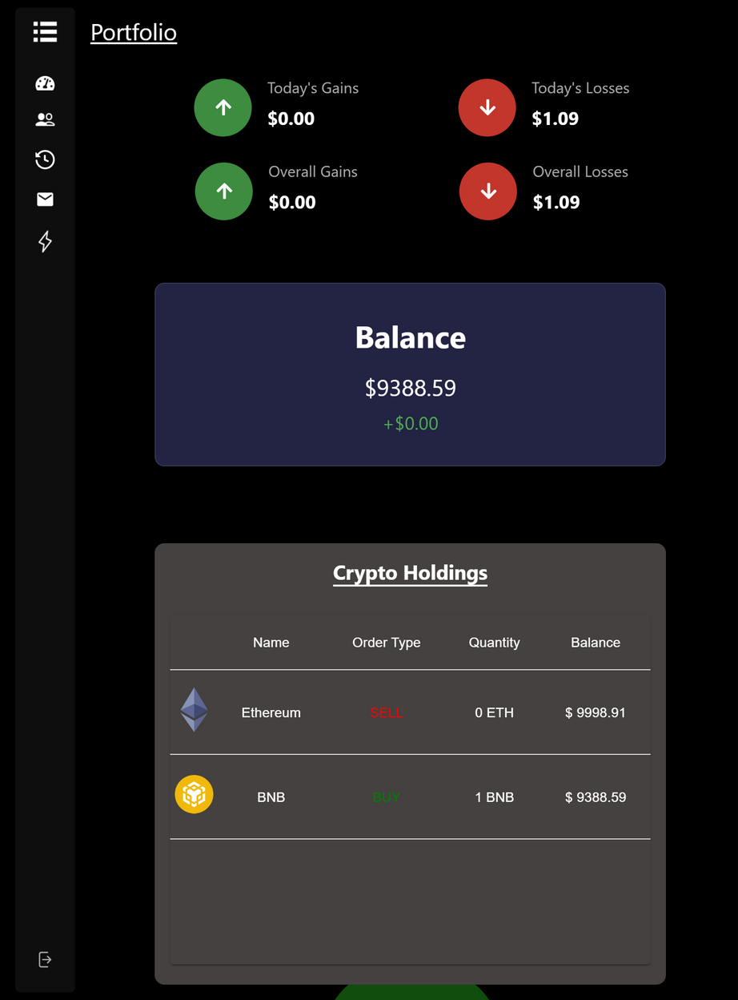 Portfolio
Today's Gains
$0.00
Today's Losses
$1.09
Overall Gains
$0.00
Overall Losses
$1.09
Balance
$9388.59
+$0.00
Crypto Holdings
Name Order Type Quantity Balance
Ethereum SELL 0 ETH $ 9998.91
BNB BUY 1 BNB $ 9388.59